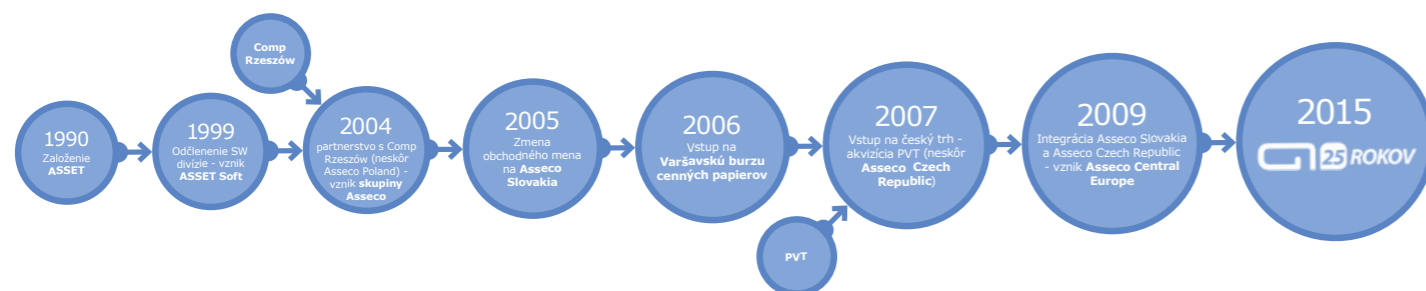 1990
Založenie
ASSET
1999
Odčlenenie SW
divízie - vznik
ASSET Soft
Comp
Rzeszów
2004
partnerstvo s Comp
Rzeszów (neskôr
Asseco Poland) -
vznik skupiny
Asseco
2005
Zmena
obchodného mena
na Asseco
Slovakia
2006
Vstup na
Varšavskú burzu
cenných papierov
2007
Vstup na český trh -
akvizícia PVT (neskôr
Asseco Czech
Republic)
PVT
2009
Integrácia Asseco Slovakia
a Asseco Czech Republic
- vznik Asseco Central
Europe
2015
25 ROKOV